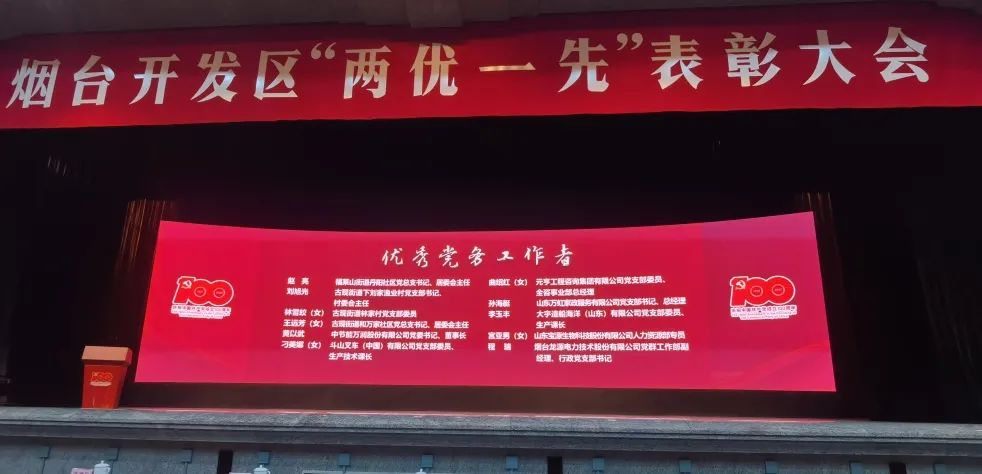 烟台开发区“两优一先”表彰大会
优秀党务工作者
赵亮 福莱山街道丹阳社区党总支书记、居委会主任
刘旭光 古现街道下刘家渔业村党支部书记、
村委会主任
钟雪姣（女） 古现街道钟家村党支部委员
王远芳（女） 古现街道和万家社区党总支书记、居委会主任
黄以武 中节能万润股份有限公司党委书记、董事长
刁美娜（女） 斗山叉车（中国）有限公司党支部委员、
生产技术课长
曲绍红（女） 元亨工程咨询集团有限公司党支部委员、
全咨事业部总经理
孙海艇 山东万虹家政服务有限公司党支部书记、总经理
李玉丰 大宇造船海洋（山东）有限公司党支部委员、
生产课长
宫亚男（女） 山东宝源生物科技股份有限公司人力资源部专员
程瑞 烟台龙源电力技术股份有限公司党群工作部副
经理、行政党支部书记
100
100